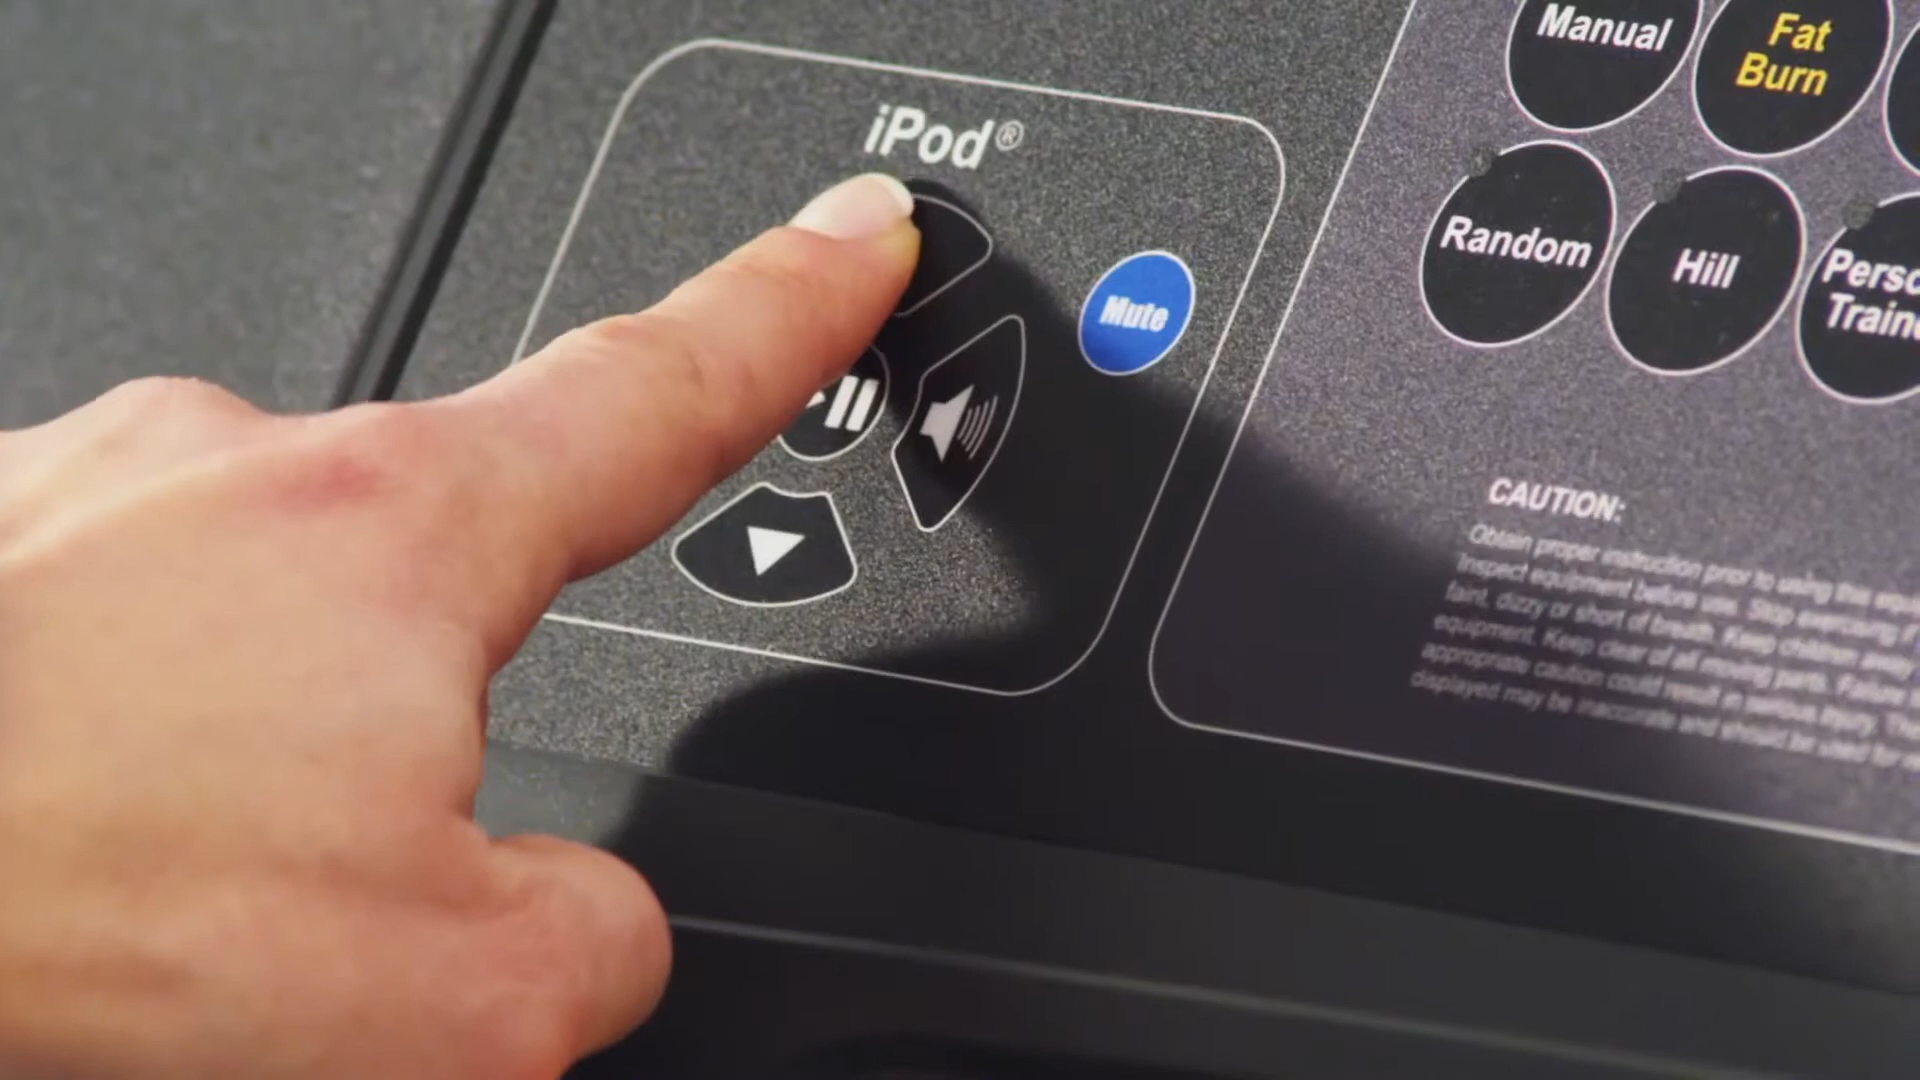 iPod®
Mute
Manual
Fat
Burn
Random
Hill
CAUTION:
Obtain proper instruction prior to using this
Inspect equipment before use. Stop exercising if
faint, dizzy or short of breath. Keep children away
equipment. Keep clear of all moving parts. Failure
appropriate caution could result in serious injury.
displayed may be inaccurate and should be used for